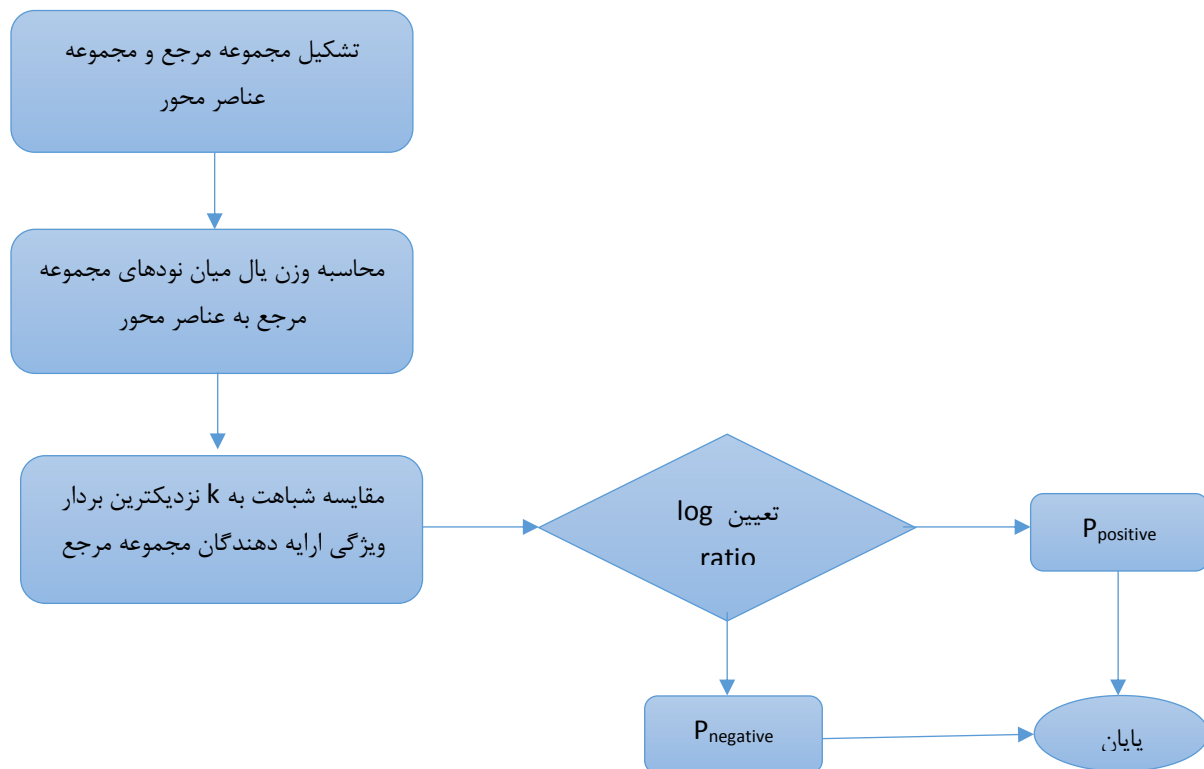 تشکیل مجموعه مرجع و مجموعه
عناصر محور
محاسبه وزن یال میان نودهای مجموعه
مرجع به عناصر محور
مقایسه شباهت به k نزدیکترین بردار
ویژگی ارایه دهندگان مجموعه مرجع
تعیین log
ratio
Ppositive
Pnegative
پایان